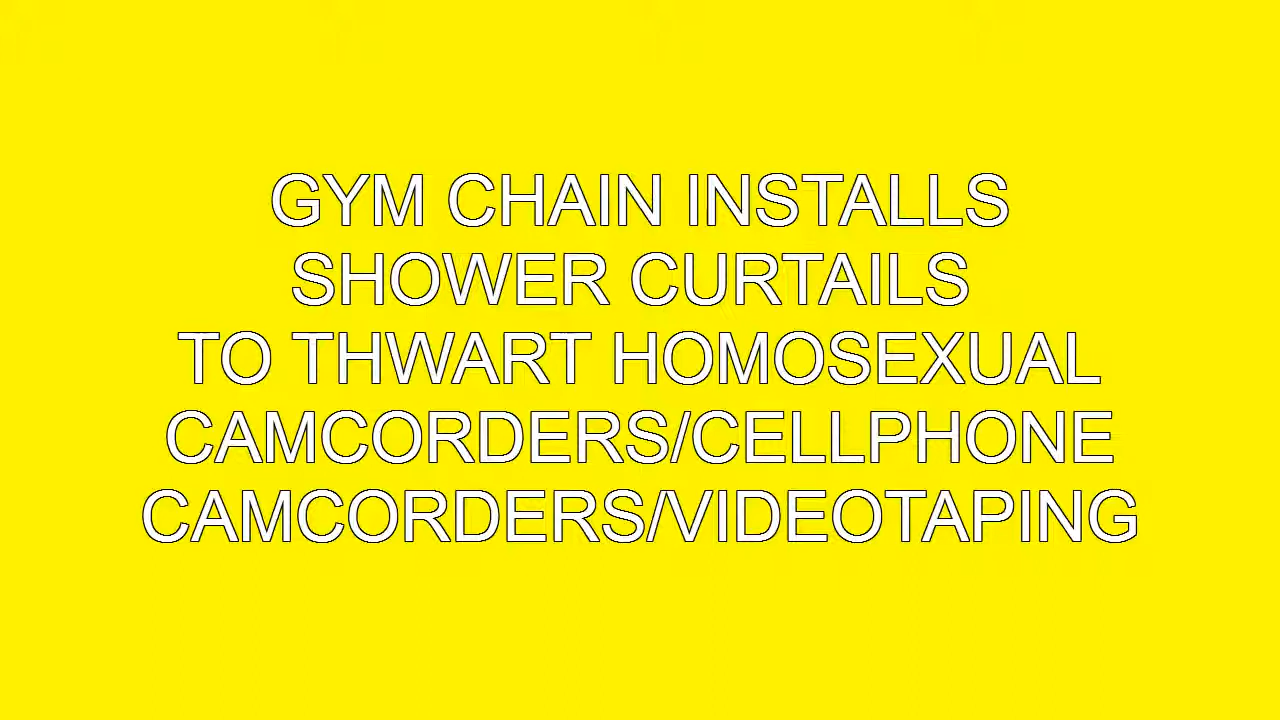 GYM CHAIN INSTALLS
SHOWER CURTAILS
TO THWART HOMOSEXUAL
CAMCORDERS/CELLPHONE
CAMCORDERS/VIDEOTAPING